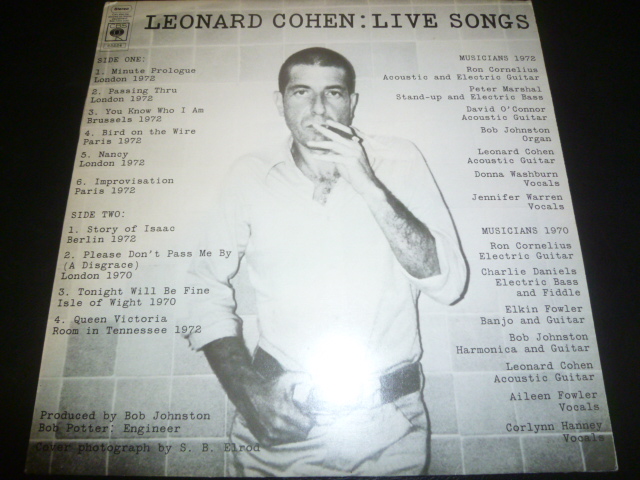 LEONARD COHEN: LIVE SONGS
CBS
SIDE ONE:
1. Minute Prologue
London 1972
2. Passing Thru
London 1972
3. You Know Who I Am
Brussels 1972
4. Bird on the Wire
Paris 1972
5. Nancy
London 1972
6. Improvisation
Paris 1972
SIDE TWO:
1. Story of Isaac
Berlin 1972
2. Please Don't Pass Me By
(A Disgrace)
London 1970
3. Tonight Will Be Fine
Isle of Wight 1970
4. Queen Victoria
Room in Tennessee 1972
Produced by Bob Johnston
Bob Potter: Engineer
Cover photograph by S. B. Elrod
MUSICIANS 1972
Ron Cornelius
Acoustic and Electric Guitar
Peter Marshal
Stand-up and Electric Bass
David O'Connor
Acoustic Guitar
Bob Johnston
Organ
Leonard Cohen
Acoustic Guitar
Donna Washburn
Vocals
Jennifer Warren
Vocals
MUSICIANS 1970
Ron Cornelius
Electric Guitar
Charlie Daniels
Electric Bass
and Fiddle
Elkin Fowler
Banjo and Guitar
Bob Johnston
Harmonica and Guitar
Leonard Cohen
Acoustic Guitar
Aileen Fowler
Vocals
Corlynn Hanney
Vocals